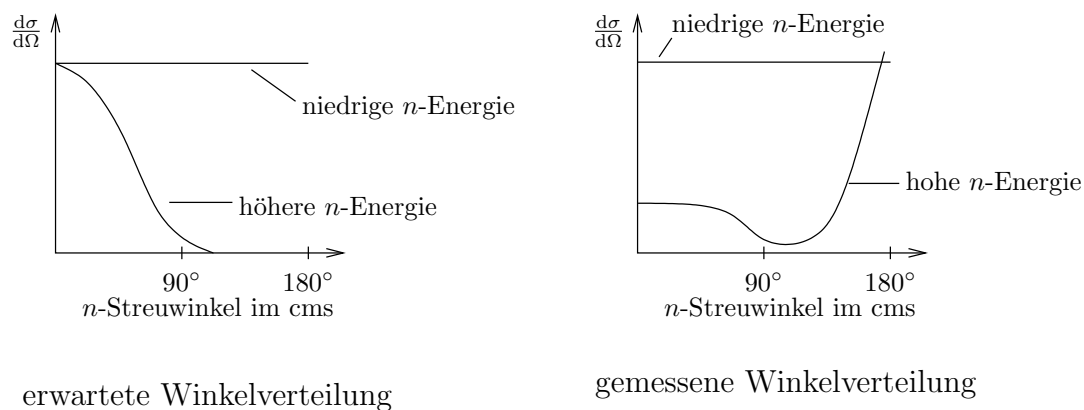 dσ
dΩ
niedrige n-Energie
höhere n-Energie
90°
180°
n-Streuwinkel im cms
erwartete Winkelverteilung
dσ
dΩ
niedrige n-Energie
hohe n-Energie
90°
180°
n-Streuwinkel im cms
gemessene Winkelverteilung